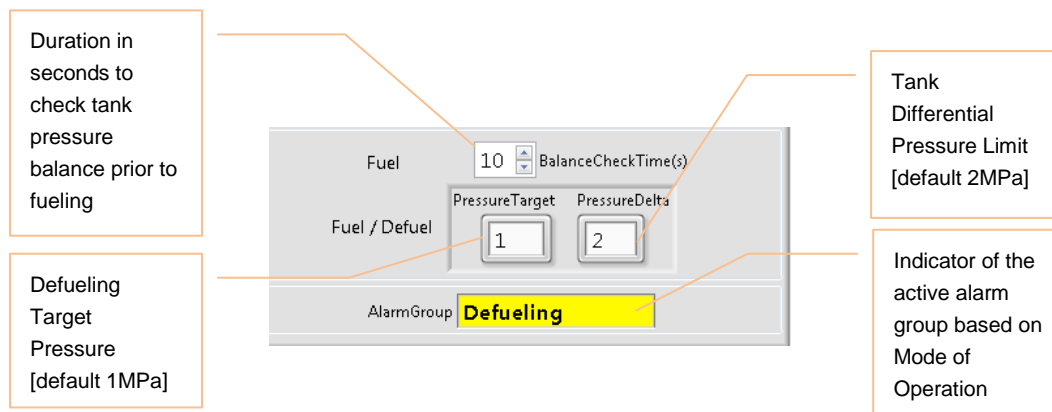 Duration in
seconds to
check tank
pressure
balance prior to
fueling
Defueling
Target
Pressure
[default 1MPa]
Fuel
10
BalanceCheckTime(s)
PressureTarget
PressureDelta
Fuel / Defuel
1
2
AlarmGroup
Defueling
Tank
Differential
Pressure Limit
[default 2MPa]
Indicator of the
active alarm
group based on
Mode of
Operation